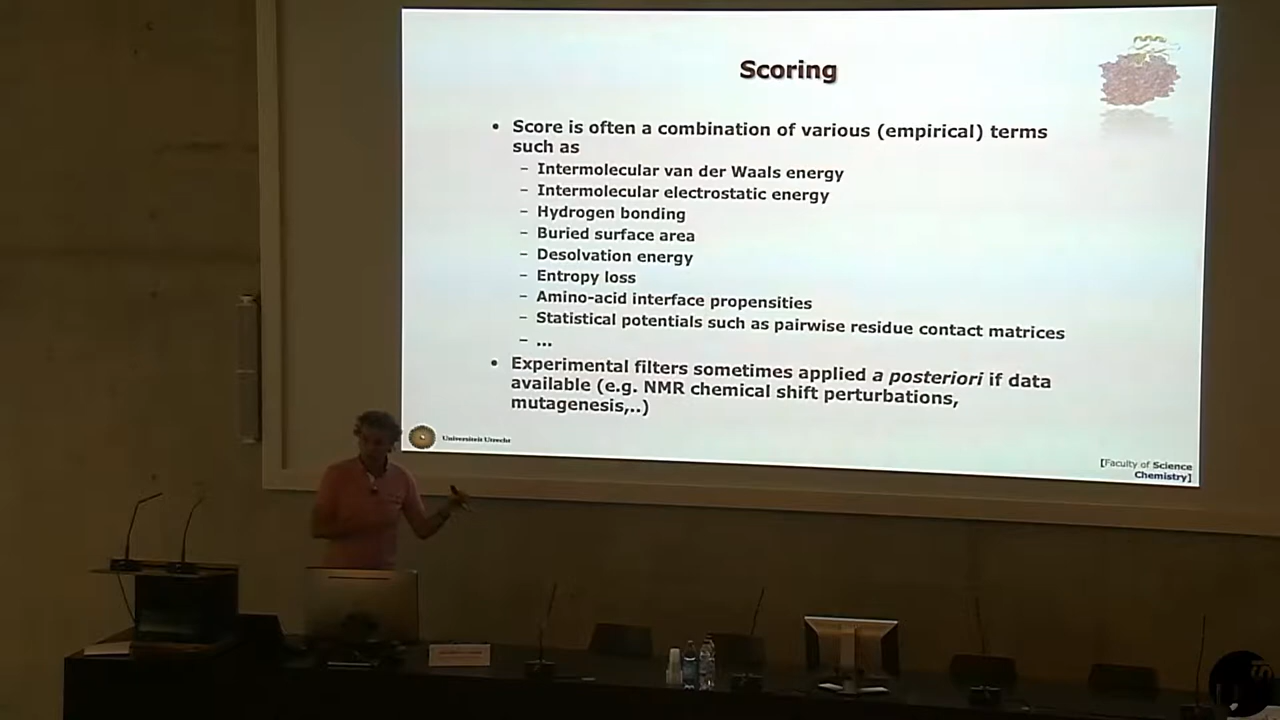 Scoring
• Score is often a combination of various (empirical) terms
such as
– Intermolecular van der Waals energy
– Intermolecular electrostatic energy
– Hydrogen bonding
– Buried surface area
– Desolvation energy
– Entropy loss
– Amino-acid interface propensities
– Statistical potentials such as pairwise residue contact matrices
– ...
• Experimental filters sometimes applied a posteriori if data
available (e.g. NMR chemical shift perturbations,
mutagenesis,..)
Universiteit Utrecht
[Faculty of Science
Chemistry]